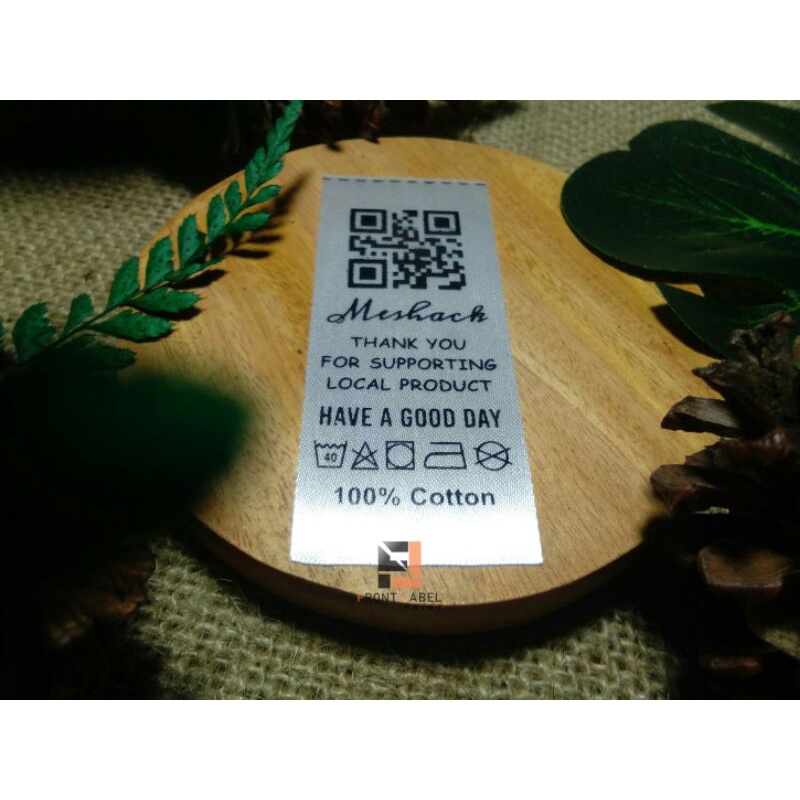 Meshack
THANK YOU
FOR SUPPORTING
LOCAL PRODUCT
HAVE A GOOD DAY
40
100% Cotton
FRONT LABEL